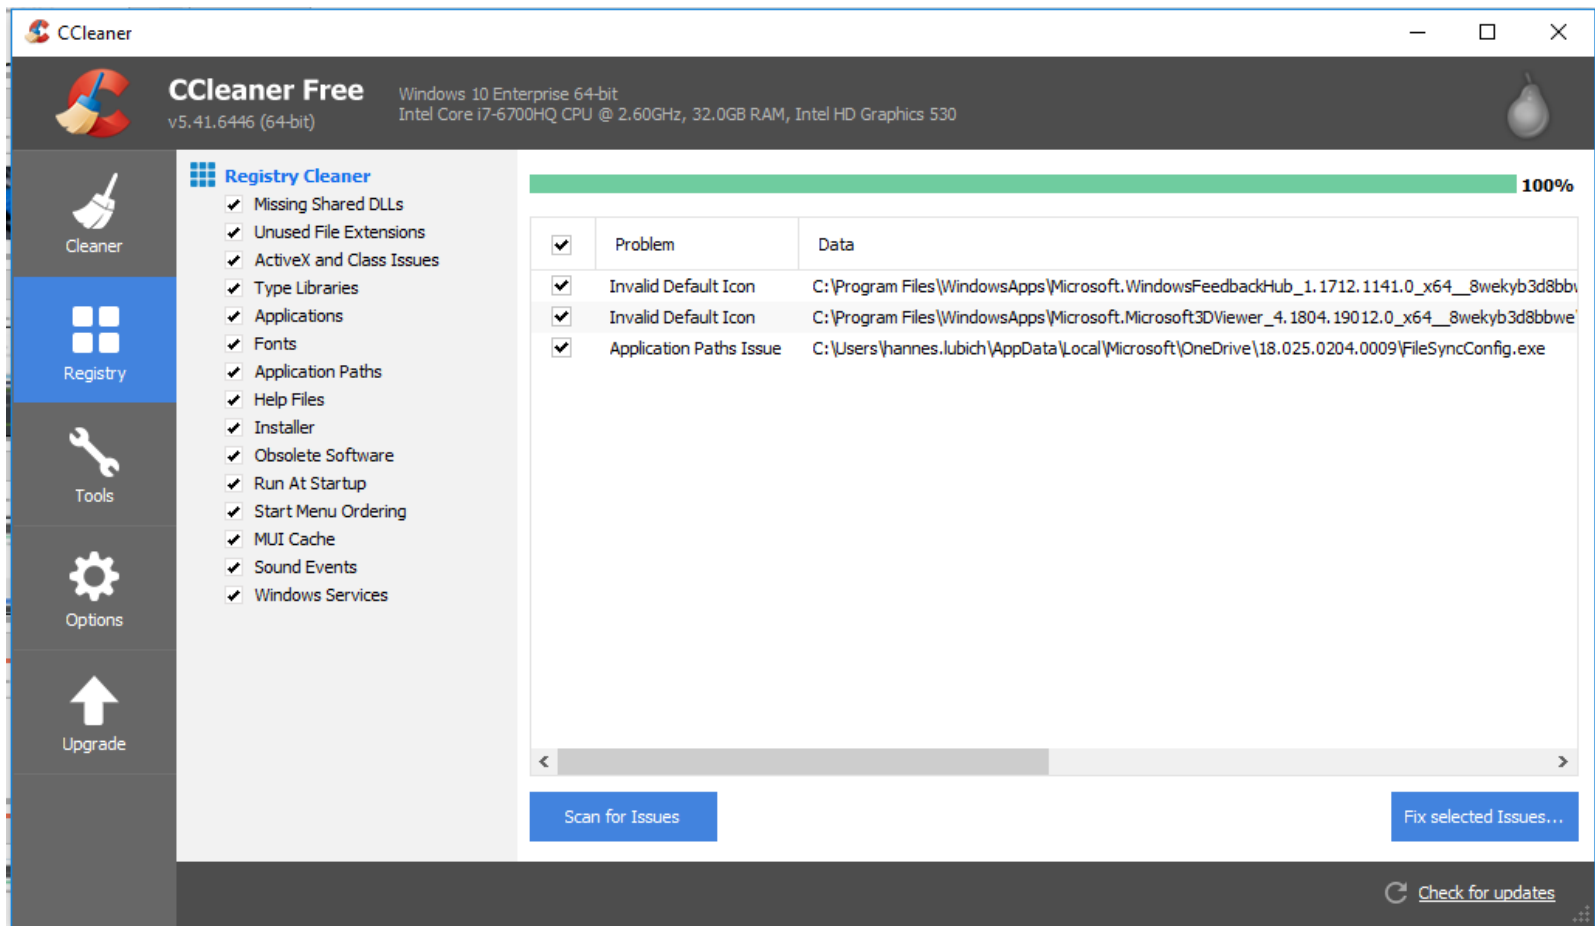 CCleaner
CCleaner Free
v5.41.6446 (64-bit)
Windows 10 Enterprise 64-bit
Intel Core i7-6700HQ CPU @ 2.60GHz, 32.0GB RAM, Intel HD Graphics 530
Cleaner
Registry
Tools
Options
Upgrade
Registry Cleaner
Missing Shared DLLs
Unused File Extensions
ActiveX and Class Issues
Type Libraries
Applications
Fonts
Application Paths
Help Files
Installer
Obsolete Software
Run At Startup
Start Menu Ordering
MUI Cache
Sound Events
Windows Services
100%
Problem Data
Invalid Default Icon C:\Program Files\WindowsApps\Microsoft.WindowsFeedbackHub_1.1712.1141.0_x64__8wekyb3d8bbw
Invalid Default Icon C:\Program Files\WindowsApps\Microsoft.Microsoft3DViewer_4.1804.19012.0_x64__8wekyb3d8bbwe
Application Paths Issue C:\Users\hannes.lubich\AppData\Local\Microsoft\OneDrive\18.025.0204.0009\FileSyncConfig.exe
Scan for Issues
Fix selected Issues...
Check for updates